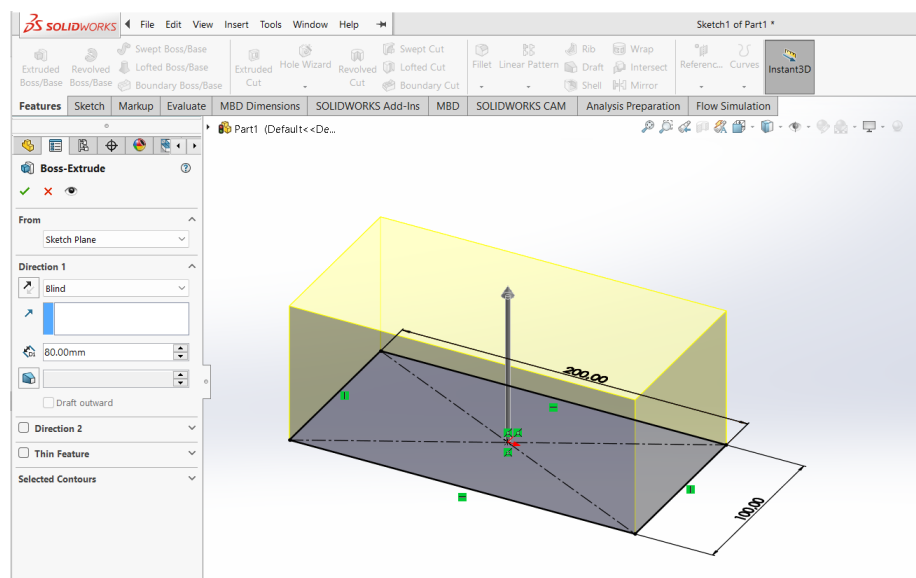 SOLIDWORKS File Edit View Insert Tools Window Help Sketch1 of Part1 *
Extruded Boss/Base
Revolved Boss/Base
Swept Boss/Base
Lofted Boss/Base
Boundary Boss/Base
Extruded Cut
Hole Wizard
Revolved Cut
Swept Cut
Lofted Cut
Boundary Cut
Fillet
Linear Pattern
Rib
Draft
Shell
Wrap
Intersect
Mirror
Referenc...
Curves
Instant3D
Features Sketch Markup Evaluate MBD Dimensions SOLIDWORKS Add-Ins MBD SOLIDWORKS CAM Analysis Preparation Flow Simulation
Part1 (Default<<De...
Boss-Extrude
From
Sketch Plane
Direction 1
Blind
D1
80.00mm
Draft outward
Direction 2
Thin Feature
Selected Contours
200.00
100.00